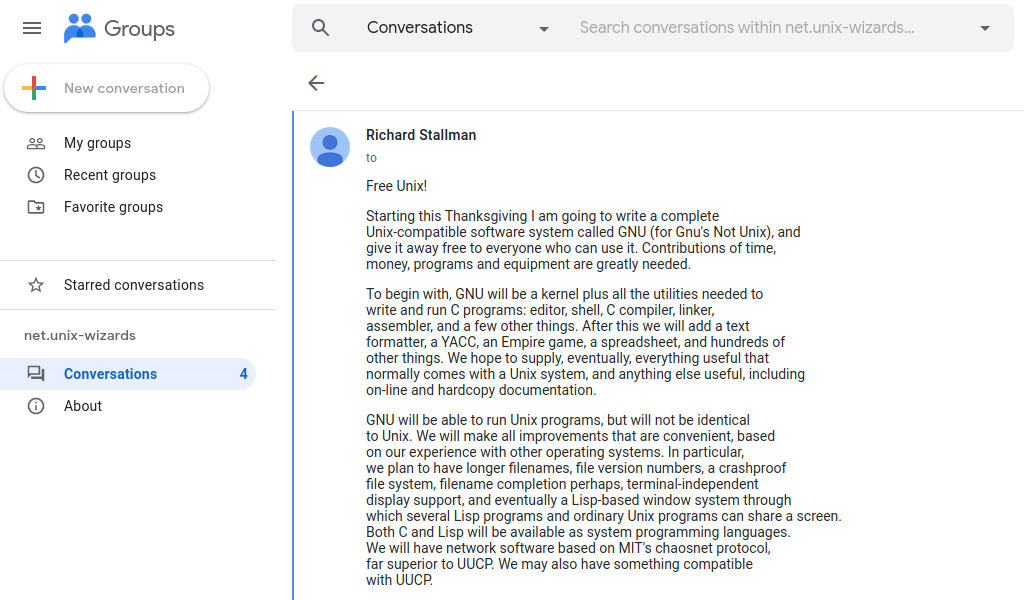 Groups
Conversations
Search conversations within net.unix-wizards...
New conversation
My groups
Recent groups
Favorite groups
Starred conversations
net.unix-wizards
Conversations 4
About
Richard Stallman
to
Free Unix!
Starting this Thanksgiving I am going to write a complete
Unix-compatible software system called GNU (for Gnu's Not Unix), and
give it away free to everyone who can use it. Contributions of time,
money, programs and equipment are greatly needed.
To begin with, GNU will be a kernel plus all the utilities needed to
write and run C programs: editor, shell, C compiler, linker,
assembler, and a few other things. After this we will add a text
formatter, a YACC, an Empire game, a spreadsheet, and hundreds of
other things. We hope to supply, eventually, everything useful that
normally comes with a Unix system, and anything else useful, including
on-line and hardcopy documentation.
GNU will be able to run Unix programs, but will not be identical
to Unix. We will make all improvements that are convenient, based
on our experience with other operating systems. In particular,
we plan to have longer filenames, file version numbers, a crashproof
file system, filename completion perhaps, terminal-independent
display support, and eventually a Lisp-based window system through
which several Lisp programs and ordinary Unix programs can share a screen.
Both C and Lisp will be available as system programming languages.
We will have network software based on MIT's chaosnet protocol,
far superior to UUCP. We may also have something compatible
with UUCP.